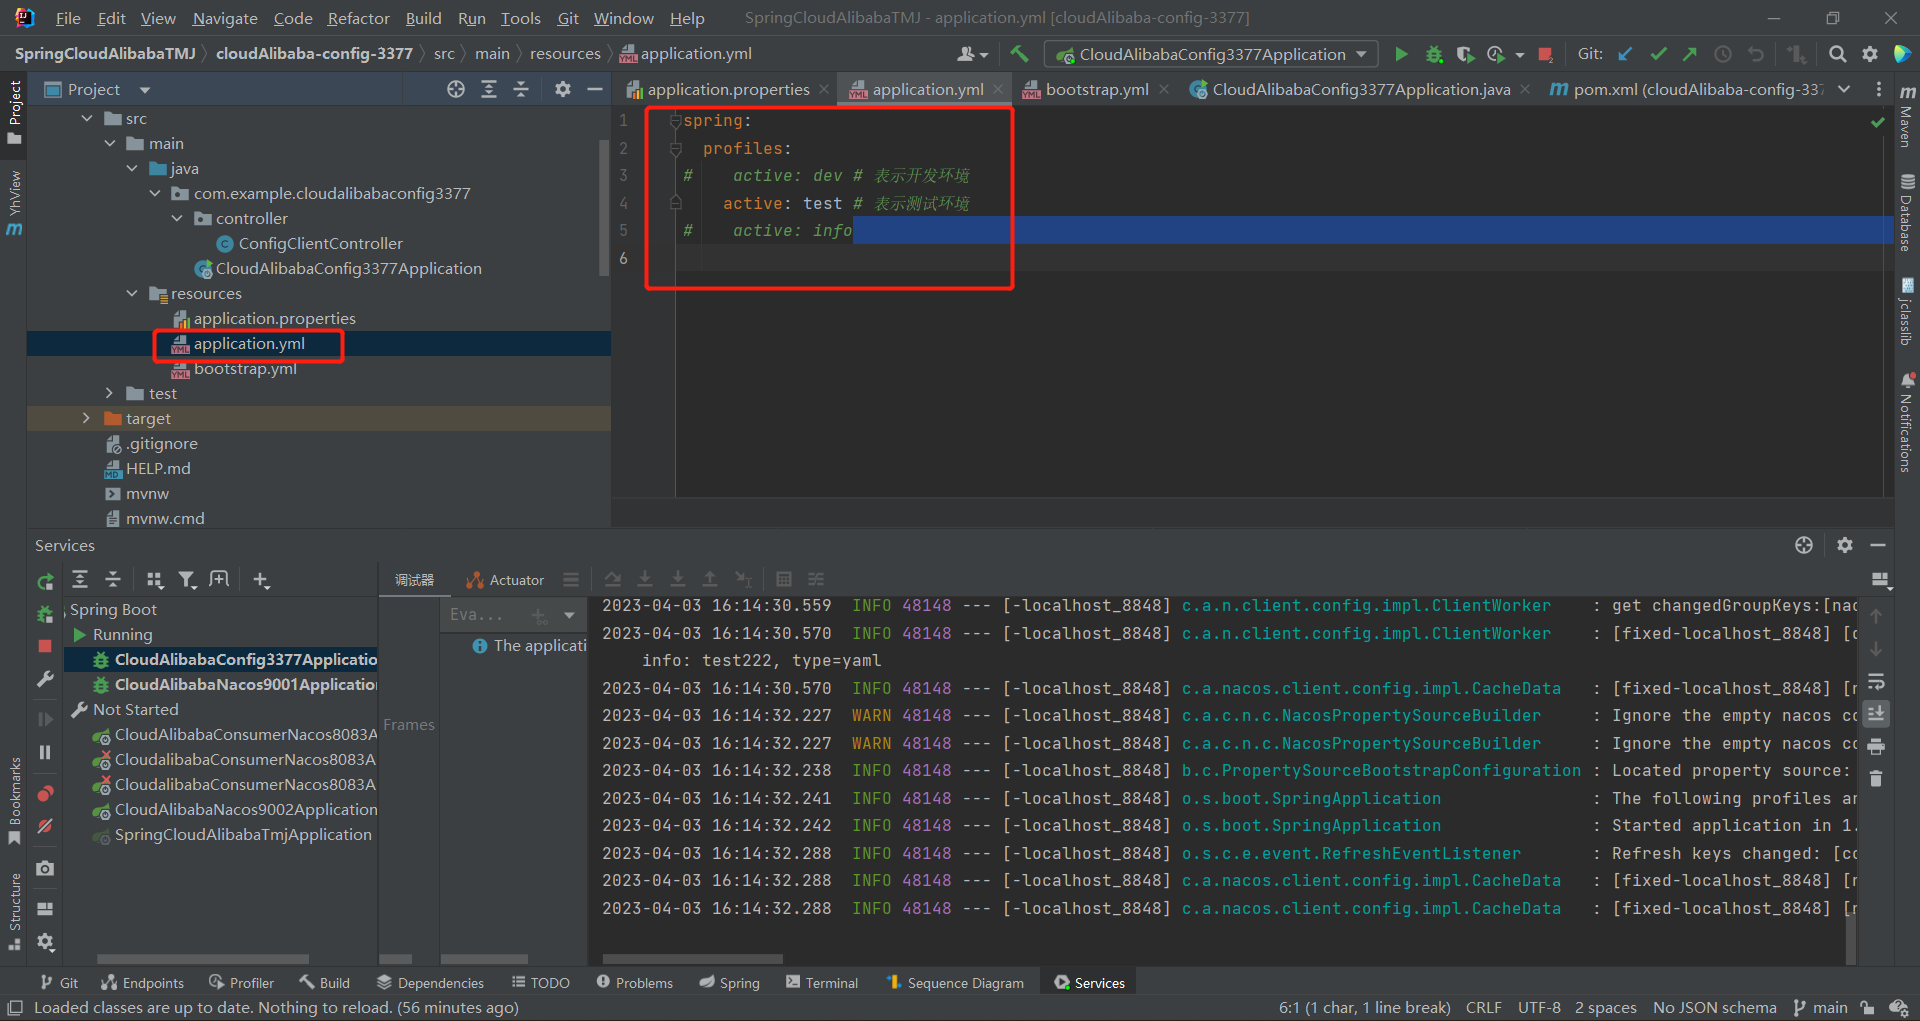 File Edit View Navigate Code Refactor Build Run Tools Git Window Help SpringCloudAlibabaTMJ - application.yml [cloudAlibaba-config-3377]
SpringCloudAlibabaTMJ cloudAlibaba-config-3377 src main resources application.yml CloudAlibabaConfig3377Application Git:
Project
application.properties application.yml bootstrap.yml CloudAlibabaConfig3377Application.java pom.xml (cloudAlibaba-config-337
src
main
java
com.example.cloudalibabaconfig3377
controller
ConfigClientController
CloudAlibabaConfig3377Application
resources
application.properties
application.yml
bootstrap.yml
test
target
.gitignore
HELP.md
mvnw
mvnw.cmd
1 spring:
2 profiles:
3 # active: dev # 表示开发环境
4 active: test # 表示测试环境
5 # active: info
6
Project
YhView
Bookmarks
Structure
Maven
Database
jclasslib
Notifications
Services
调试器 Actuator
Spring Boot
Running
CloudAlibabaConfig3377Applicatio
CloudAlibabaNacos9001Application
Not Started
CloudAlibabaConsumerNacos8083A
CloudalibabaConsumerNacos8083A
CloudalibabaConsumerNacos8083A
CloudAlibabaNacos9002Application
SpringCloudAlibabaTmjApplication
Frames
Eva...
The applicati
2023-04-03 16:14:30.559 INFO 48148 --- [-localhost_8848] c.a.n.client.config.impl.ClientWorker : get changedGroupKeys:[nac
2023-04-03 16:14:30.570 INFO 48148 --- [-localhost_8848] c.a.n.client.config.impl.ClientWorker : [fixed-localhost_8848] [d
info: test222, type=yaml
2023-04-03 16:14:30.570 INFO 48148 --- [-localhost_8848] c.a.nacos.client.config.impl.CacheData : [fixed-localhost_8848] [n
2023-04-03 16:14:32.227 WARN 48148 --- [-localhost_8848] c.a.c.n.c.NacosPropertySourceBuilder : Ignore the empty nacos co
2023-04-03 16:14:32.227 WARN 48148 --- [-localhost_8848] c.a.c.n.c.NacosPropertySourceBuilder : Ignore the empty nacos co
2023-04-03 16:14:32.238 INFO 48148 --- [-localhost_8848] b.c.PropertySourceBootstrapConfiguration : Located property source:
2023-04-03 16:14:32.241 INFO 48148 --- [-localhost_8848] o.s.boot.SpringApplication : The following profiles ar
2023-04-03 16:14:32.242 INFO 48148 --- [-localhost_8848] o.s.boot.SpringApplication : Started application in 1.
2023-04-03 16:14:32.288 INFO 48148 --- [-localhost_8848] o.s.c.e.event.RefreshEventListener : Refresh keys changed: [co
2023-04-03 16:14:32.288 INFO 48148 --- [-localhost_8848] c.a.nacos.client.config.impl.CacheData : [fixed-localhost_8848] [n
2023-04-03 16:14:32.288 INFO 48148 --- [-localhost_8848] c.a.nacos.client.config.impl.CacheData : [fixed-localhost_8848] [n
Git Endpoints Profiler Build Dependencies TODO Problems Spring Terminal Sequence Diagram Services
Loaded classes are up to date. Nothing to reload. (56 minutes ago) 6:1 (1 char, 1 line break) CRLF UTF-8 2 spaces No JSON schema main